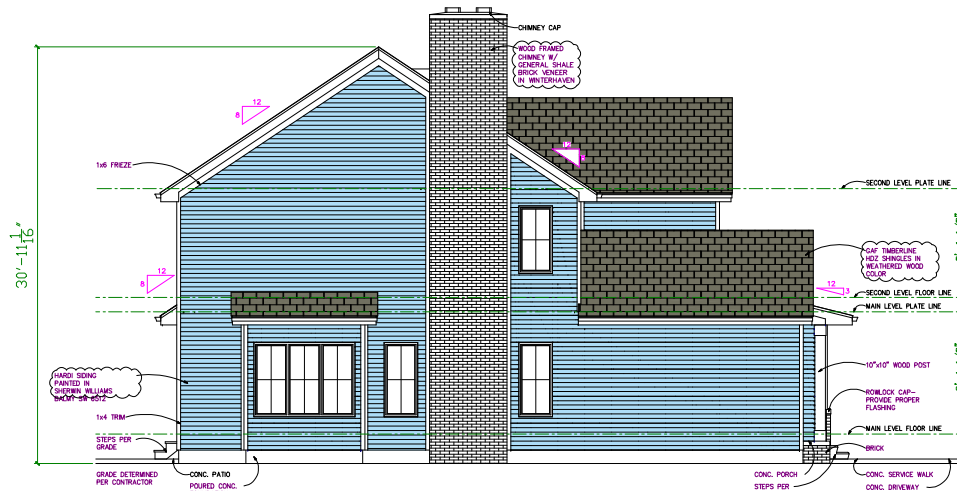 CHIMNEY CAP
WOOD FRAMED
CHIMNEY W/
GENERAL SHALE
BRICK VENEER
IN WINTERHAVEN
12
8
12
1x6 FRIEZE
SECOND LEVEL PLATE LINE
30'-11 1/16"
GAF TIMBERLINE
HDZ SHINGLES IN
WEATHERED WOOD
COLOR
12
8
12
3
SECOND LEVEL FLOOR LINE
MAIN LEVEL PLATE LINE
10"x10" WOOD POST
HARDI SIDING
PAINTED IN
SHERWIN WILLIAMS
BALMY SW 6512
ROWLOCK CAP-
PROVIDE PROPER
FLASHING
1x4 TRIM
MAIN LEVEL FLOOR LINE
STEPS PER
GRADE
BRICK
GRADE DETERMINED
PER CONTRACTOR
CONC. PATIO
POURED CONC.
CONC. PORCH
STEPS PER
CONC. SERVICE WALK
CONC. DRIVEWAY